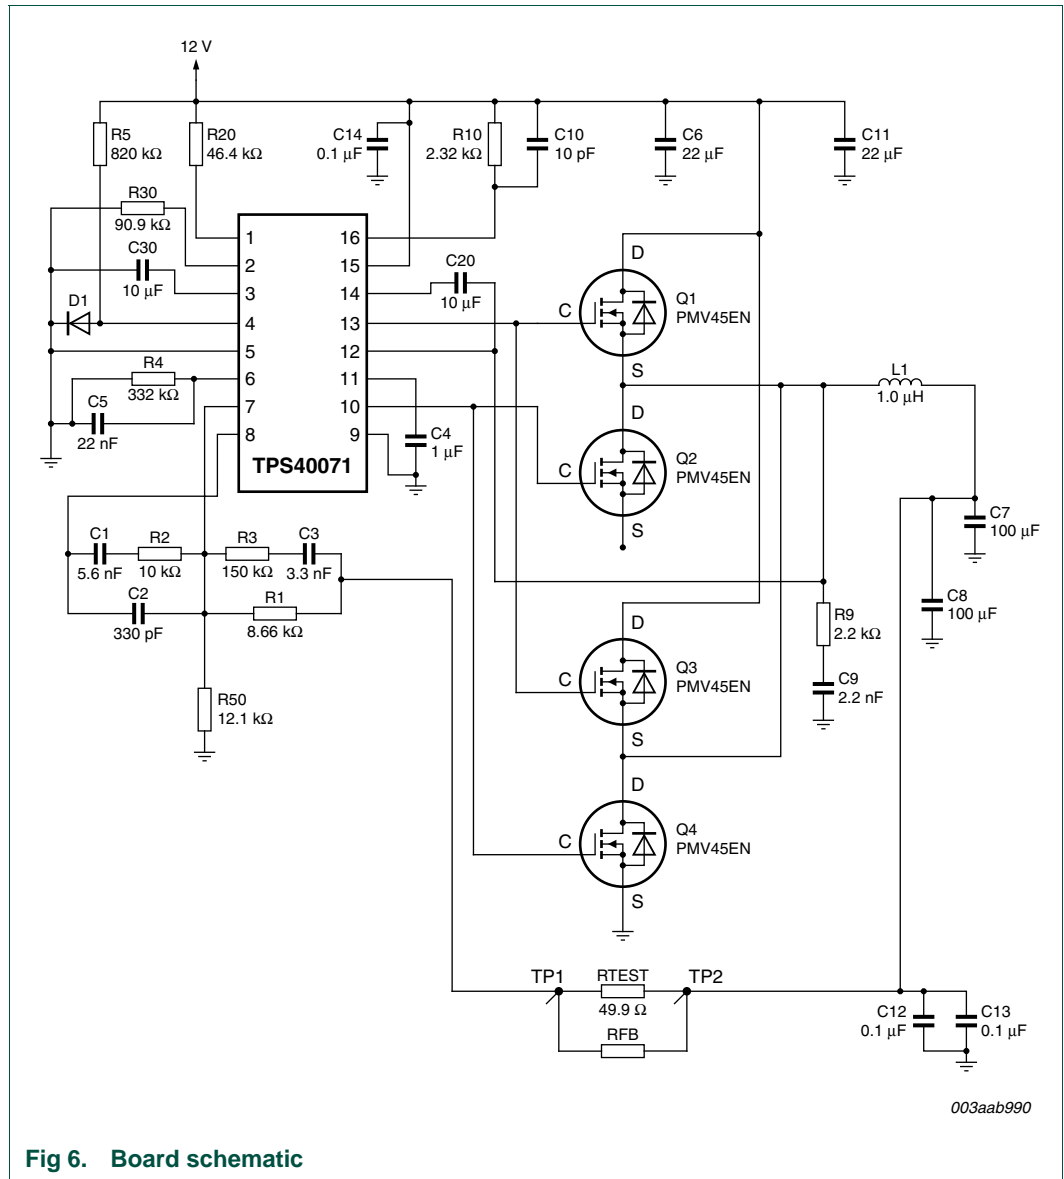 12 V
R5
820 kΩ
R20
46.4 kΩ
C14
0.1 μF
R10
2.32 kΩ
C10
10 pF
C6
22 μF
C11
22 μF
R30
90.9 kΩ
C30
10 μF
D1
R4
332 kΩ
C5
22 nF
1
2
3
4
5
6
7
8
16
15
14
13
12
11
10
9
TPS40071
C20
10 μF
C4
1 μF
D
C
Q1
PMV45EN
S
D
C
Q2
PMV45EN
S
L1
1.0 μH
C7
100 μF
C8
100 μF
C1
5.6 nF
R2
10 kΩ
R3
150 kΩ
C3
3.3 nF
C2
330 pF
R1
8.66 kΩ
R50
12.1 kΩ
D
C
Q3
PMV45EN
S
R9
2.2 kΩ
C9
2.2 nF
D
C
Q4
PMV45EN
S
TP1
RTEST
49.9 Ω
TP2
RFB
C12
0.1 μF
C13
0.1 μF
003aab990
Fig 6. Board schematic